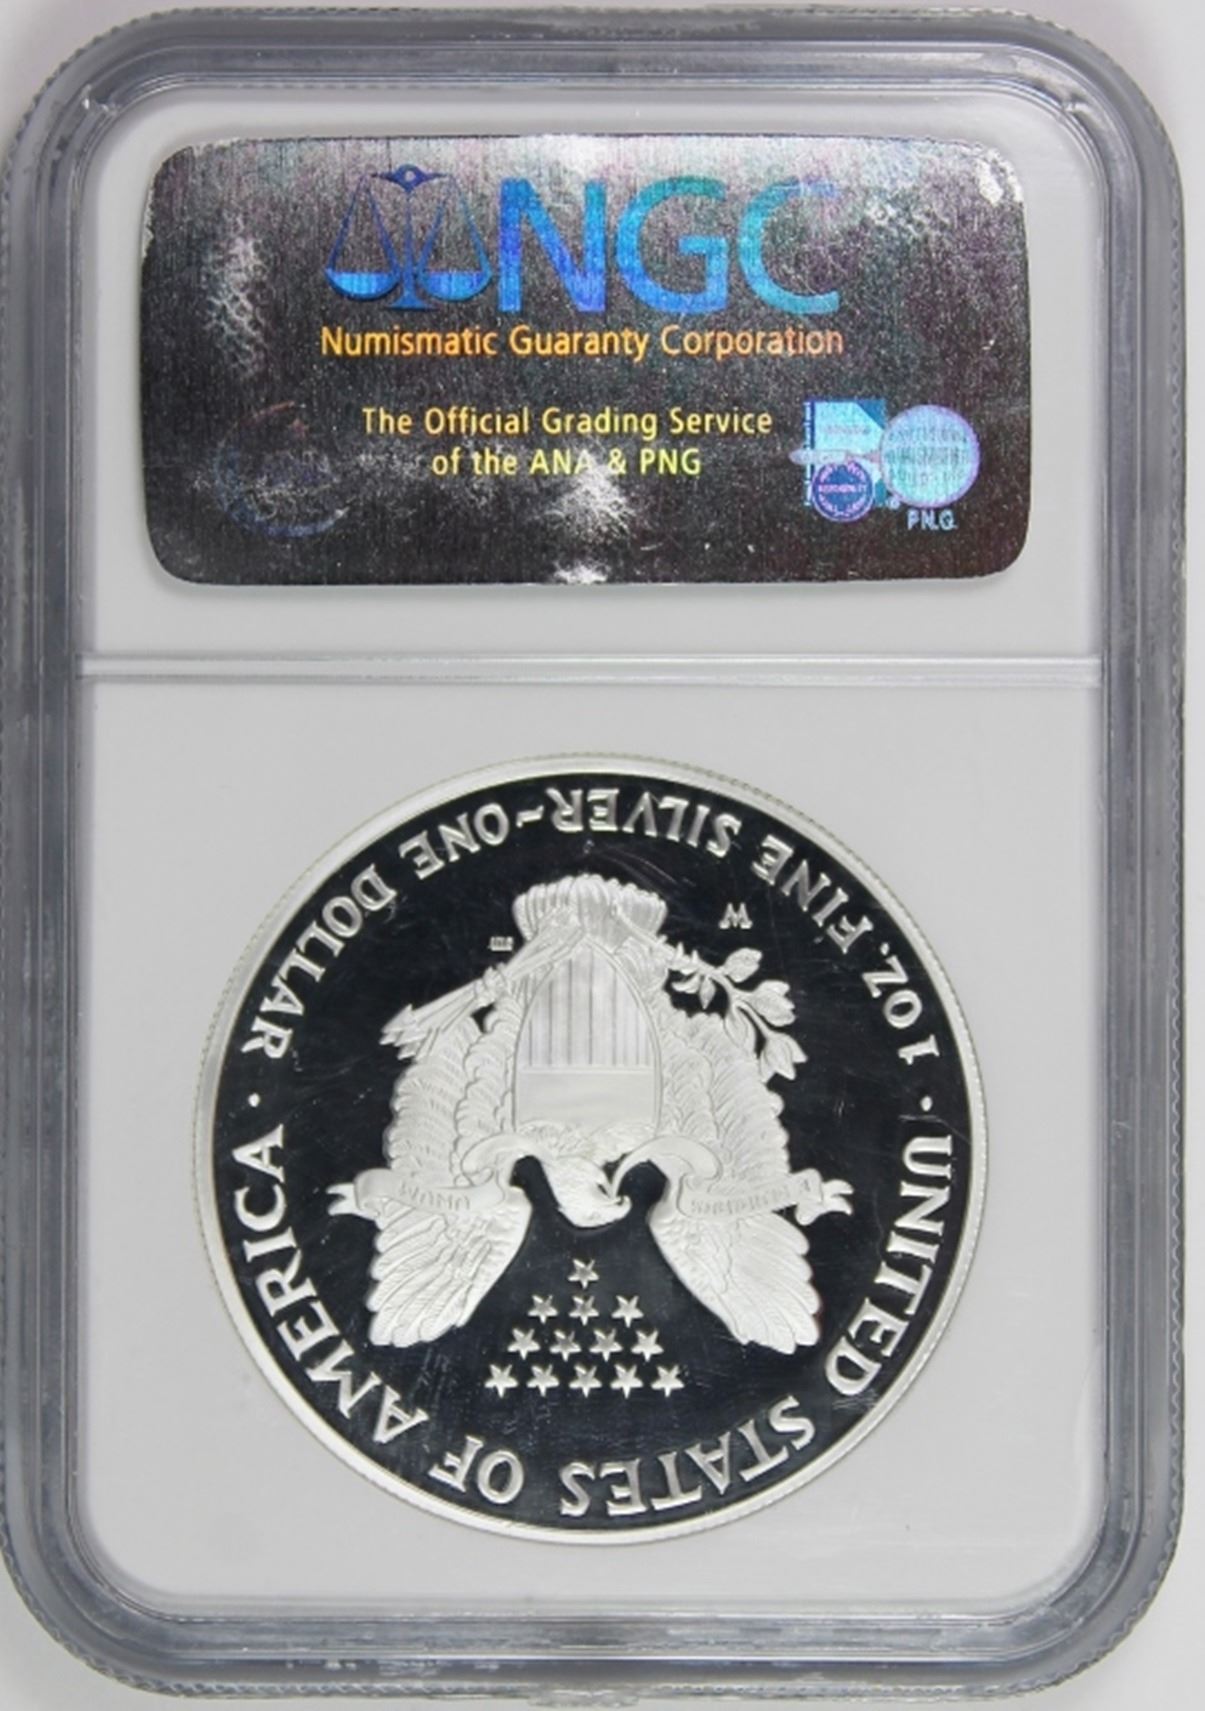 NGC
Numismatic Guaranty Corporation
The Official Grading Service
of the ANA & PNG
P.N.G.
UNITED STATES OF AMERICA
1 OZ. FINE SILVER~ONE DOLLAR
W